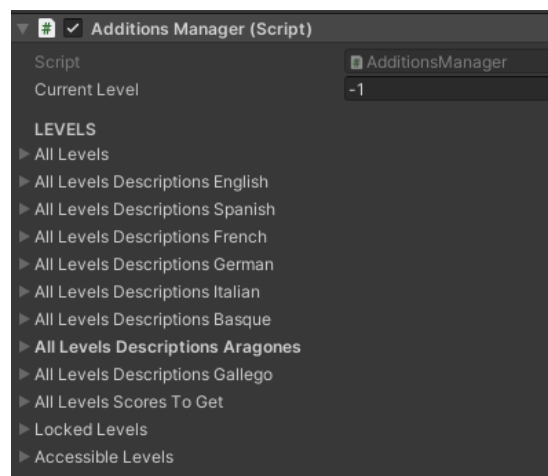 # Additions Manager (Script)
Script AdditionsManager
Current Level -1
LEVELS
All Levels
All Levels Descriptions English
All Levels Descriptions Spanish
All Levels Descriptions French
All Levels Descriptions German
All Levels Descriptions Italian
All Levels Descriptions Basque
All Levels Descriptions Aragones
All Levels Descriptions Gallego
All Levels Scores To Get
Locked Levels
Accessible Levels